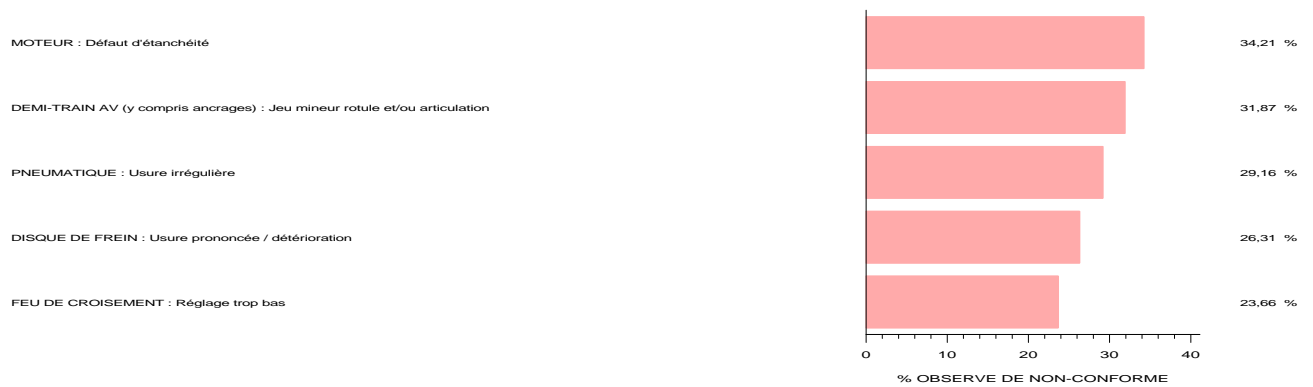 MOTEUR : Défaut d'étanchéité 34,21 %
DEMI-TRAIN AV (y compris ancrages) : Jeu mineur rotule et/ou articulation 31,87 %
PNEUMATIQUE : Usure irrégulière 29,16 %
DISQUE DE FREIN : Usure prononcée / détérioration 26,31 %
FEU DE CROISEMENT : Réglage trop bas 23,66 %
0 10 20 30 40
% OBSERVE DE NON-CONFORME